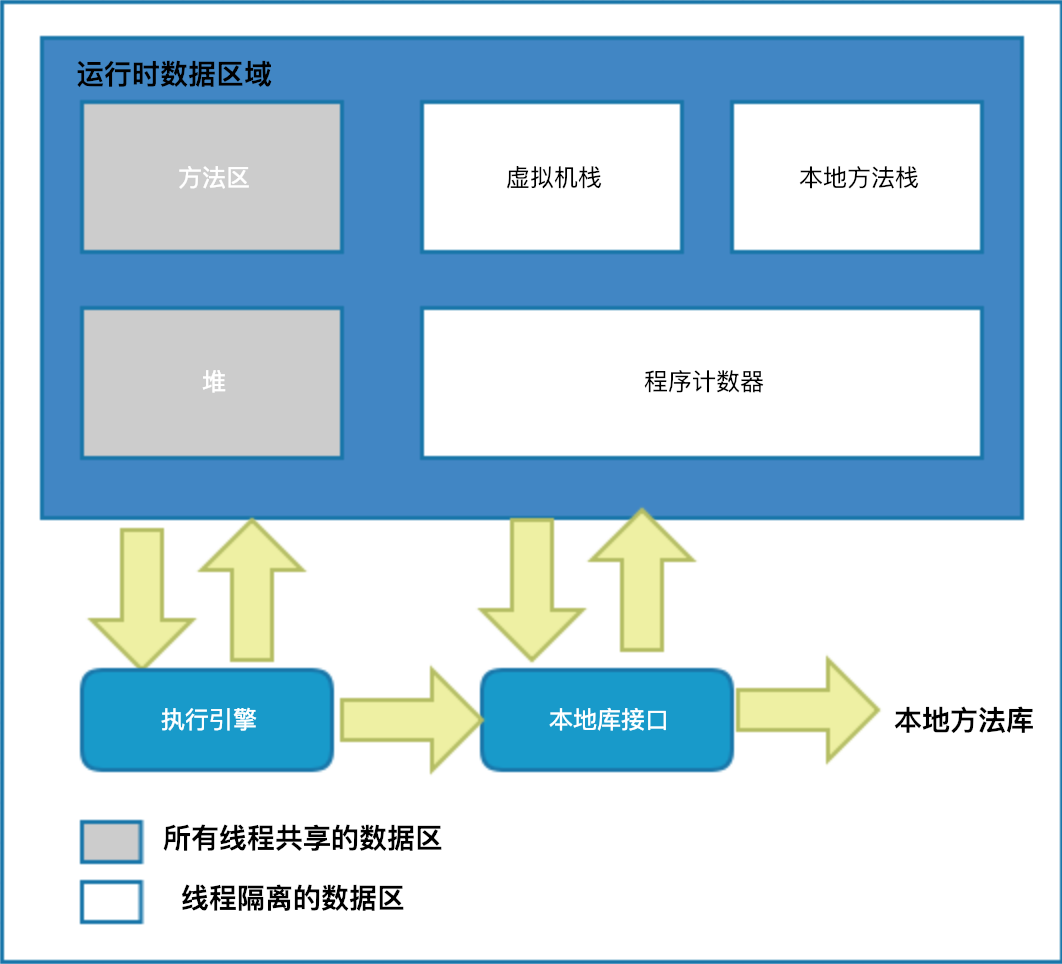 运行时数据区域
方法区
虚拟机栈
本地方法栈
堆
程序计数器
执行引擎
本地库接口
本地方法库
所有线程共享的数据区
线程隔离的数据区